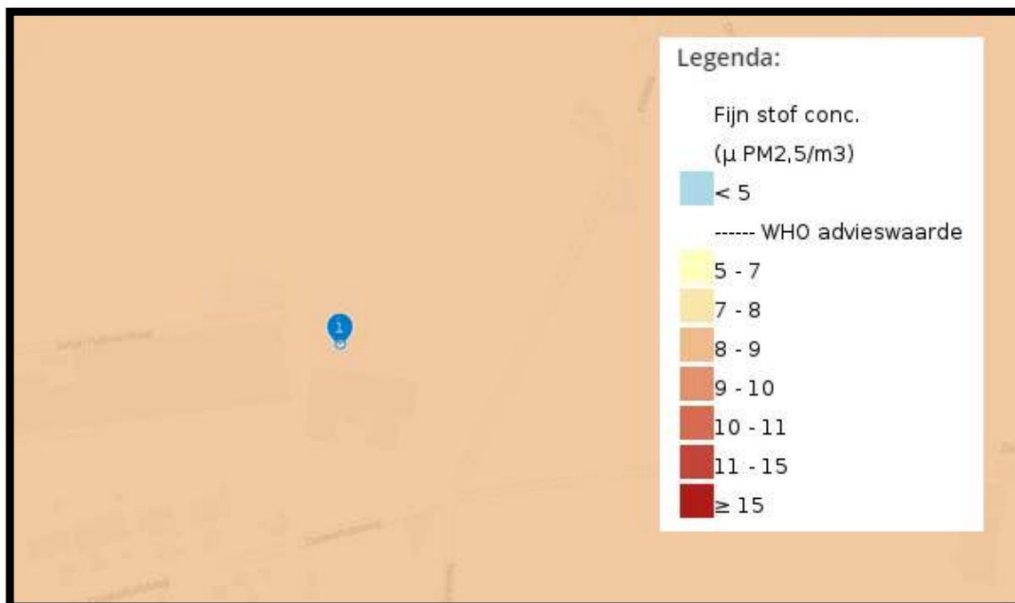 Legenda:
Fijn stof conc.
(µ PM2,5/m3)
< 5
------ WHO advieswaarde
5 - 7
7 - 8
8 - 9
9 - 10
10 - 11
11 - 15
≥ 15
1